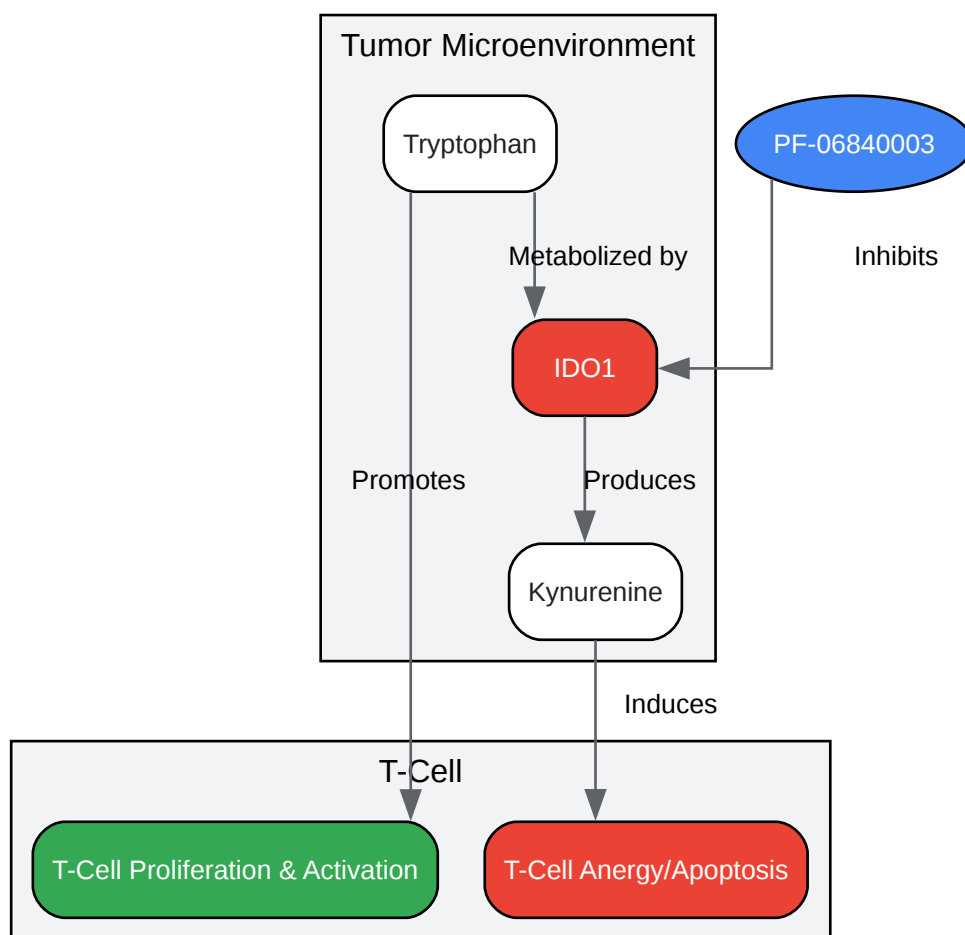 Tumor Microenvironment
Tryptophan
PF-06840003
Metabolized by
Inhibits
IDO1
Promotes
Produces
Kynurenine
Induces
T-Cell
T-Cell Proliferation & Activation
T-Cell Anergy/Apoptosis